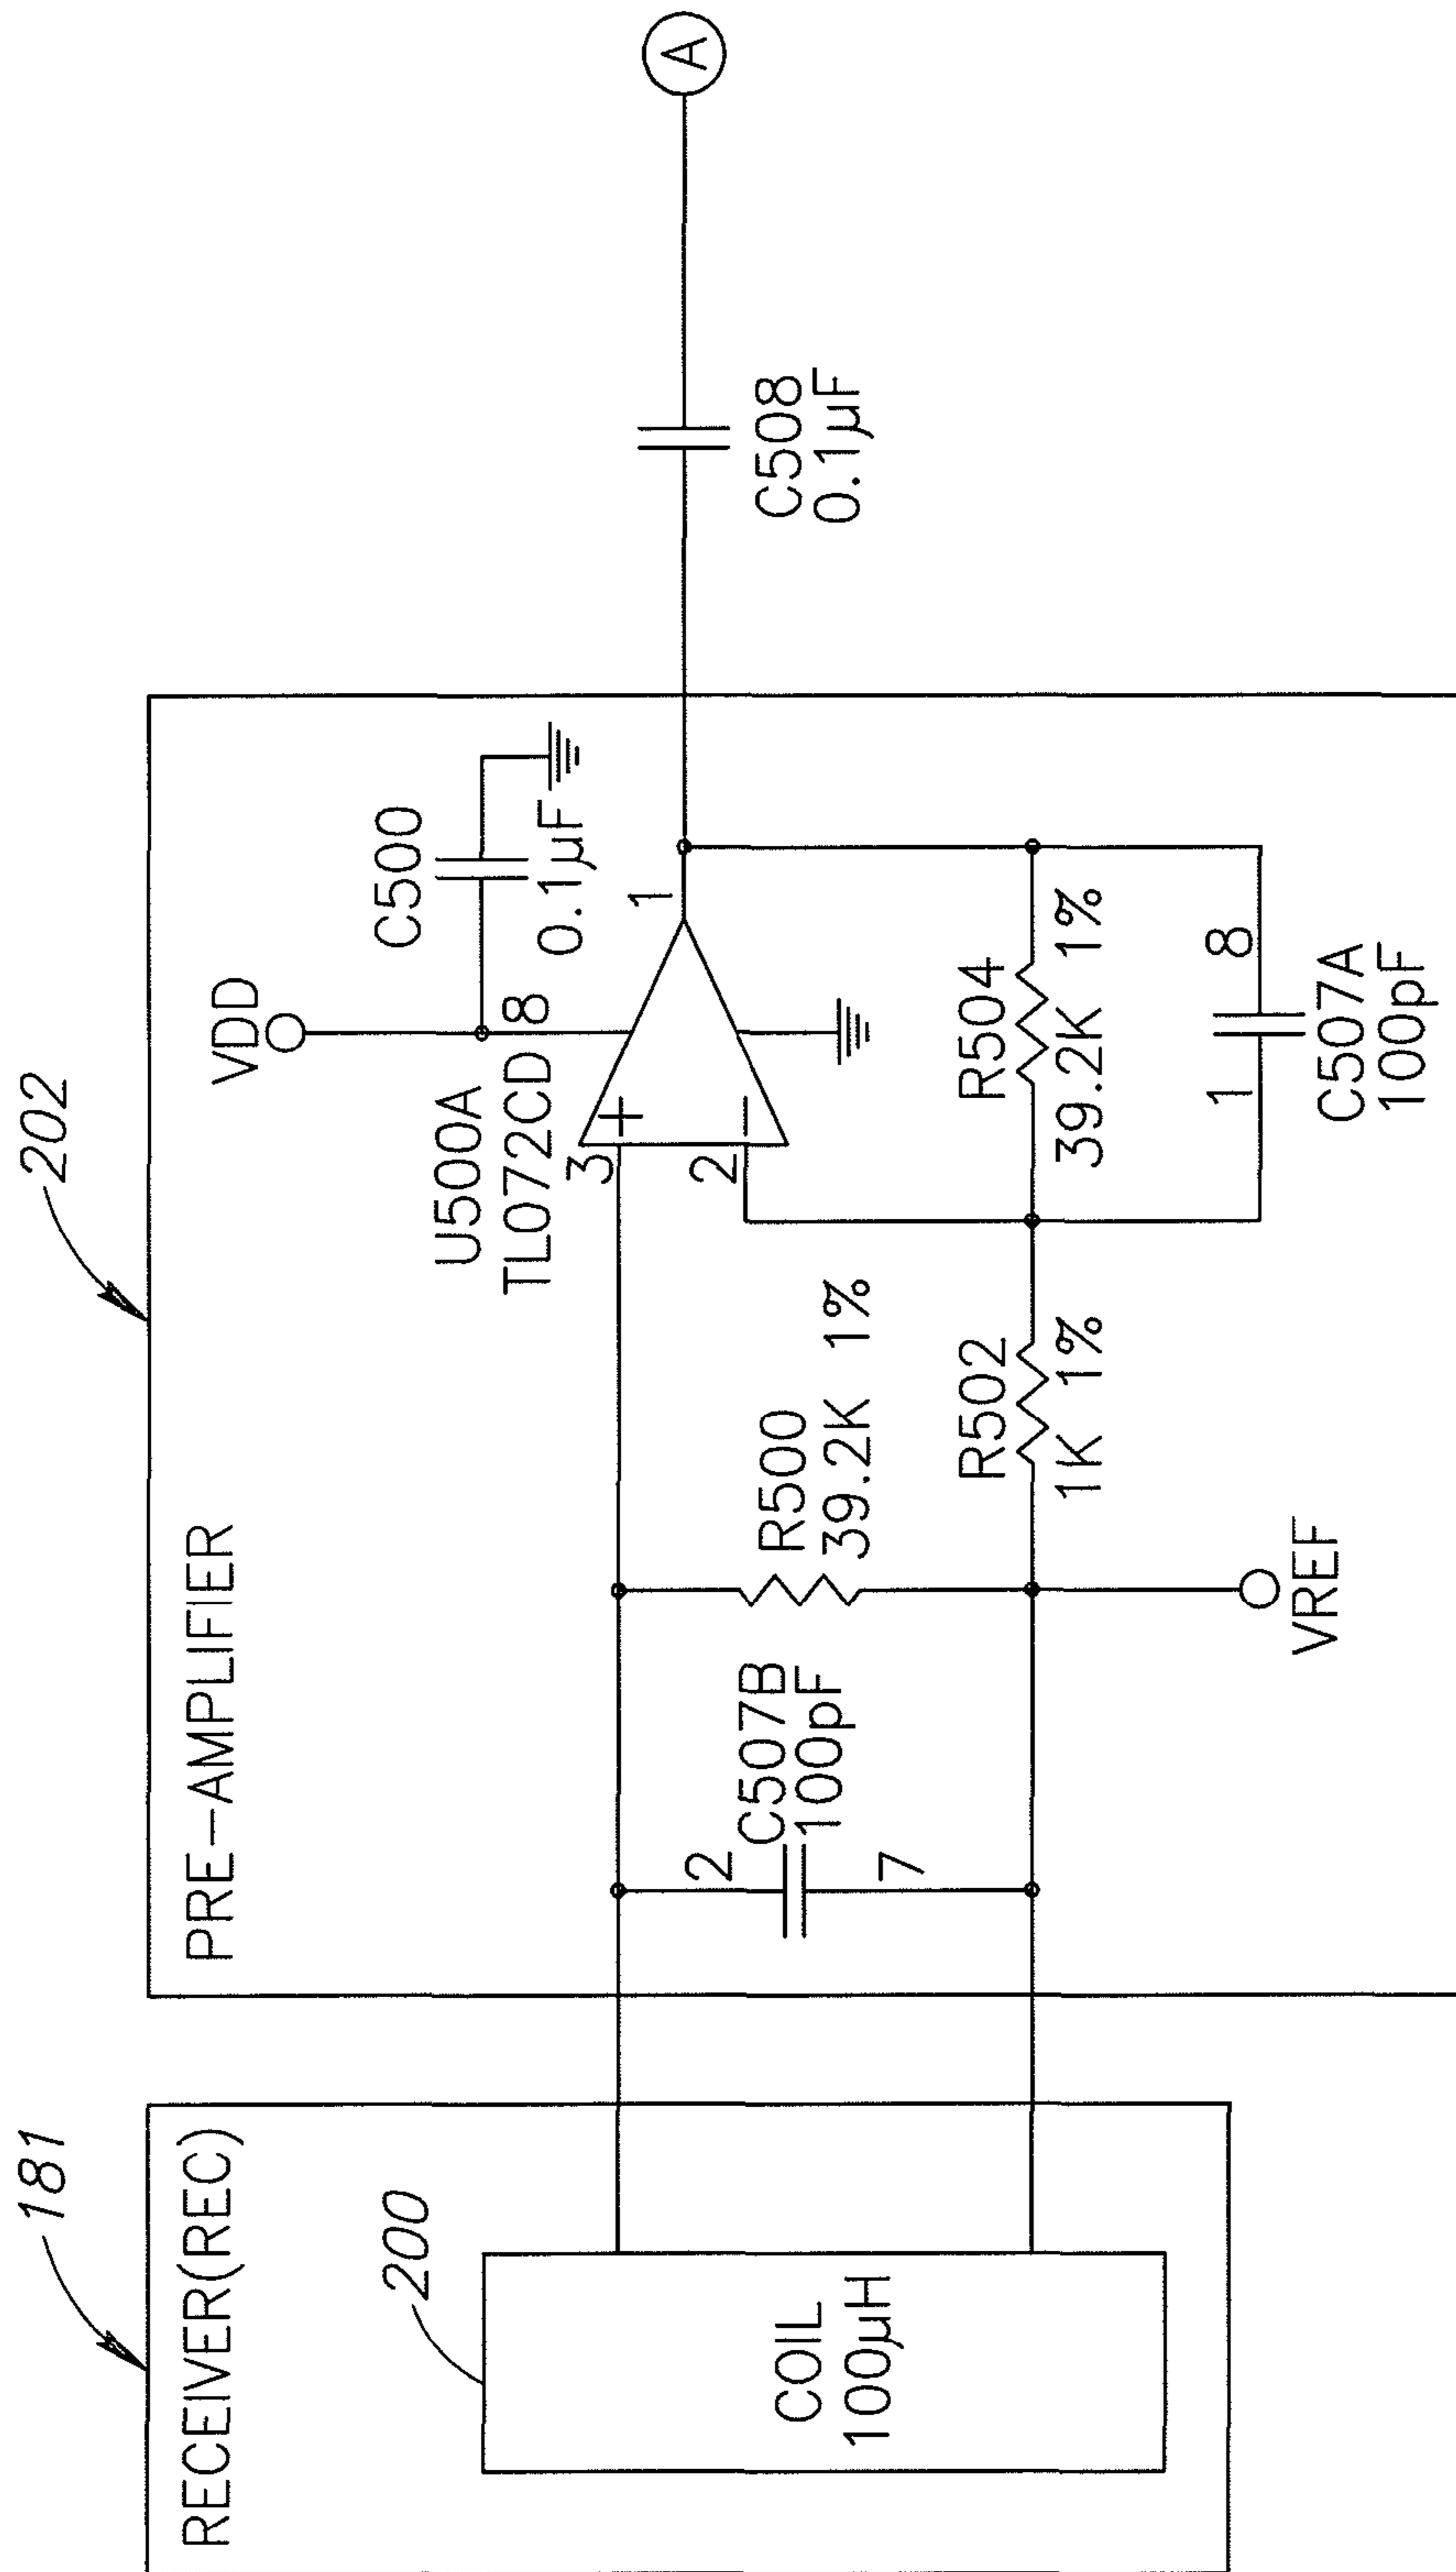 181
RECEIVER(REC)
200
COIL
100µH
202
PRE-AMPLIFIER
2
C507B
100pF
7
R500
39.2K 1%
VREF
R502
1K 1%
U500A
TL072CD
3
+
2
−
8
1
VDD
C500
0.1µF
R504
39.2K 1%
1
8
C507A
100pF
C508
0.1µF
A